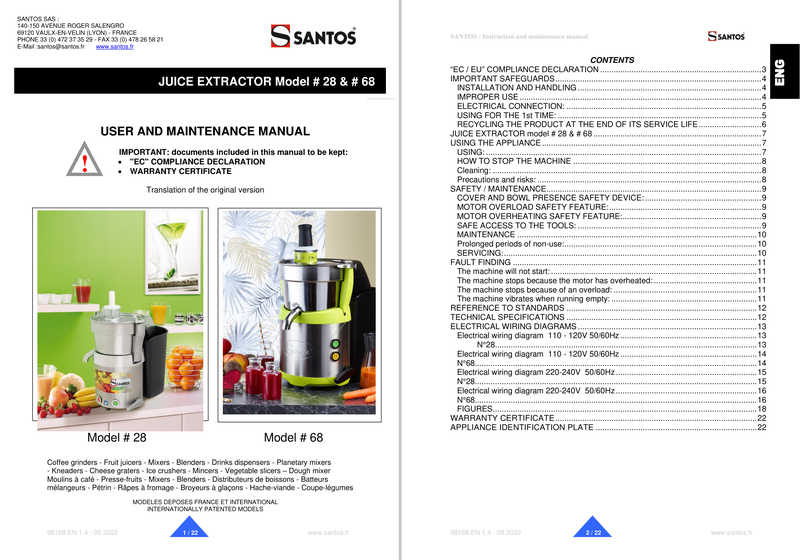 SANTOS SAS :
140-150 AVENUE ROGER SALENGRO
69120 VAULX-EN-VELIN (LYON) - FRANCE
PHONE 33 (0) 472 37 35 29 - FAX 33 (0) 478 26 58 21
E-Mail :santos@santos.fr www.santos.fr
SANTOS®
JUICE EXTRACTOR Model # 28 & # 68
USER AND MAINTENANCE MANUAL
IMPORTANT: documents included in this manual to be kept:
• "EC" COMPLIANCE DECLARATION
• WARRANTY CERTIFICATE
Translation of the original version
SANTOS
Model # 28
Model # 68
Coffee grinders - Fruit juicers - Mixers - Blenders - Drinks dispensers - Planetary mixers
- Kneaders - Cheese graters - Ice crushers - Mincers - Vegetable slicers – Dough mixer
Moulins à café - Presse-fruits - Mixers - Blenders - Distributeurs de boissons - Batteurs
mélangeurs - Pétrin - Râpes à fromage - Broyeurs à glaçons - Hache-viande - Coupe-légumes
MODELES DEPOSES FRANCE ET INTERNATIONAL
INTERNATIONALLY PATENTED MODELS
98168 EN 1.4 - 09 2022
1 / 22
www.santos.fr
SANTOS : Instruction and maintenance manual
SANTOS®
ENG
CONTENTS
"EC / EU" COMPLIANCE DECLARATION 3
IMPORTANT SAFEGUARDS 4
INSTALLATION AND HANDLING 4
IMPROPER USE 4
ELECTRICAL CONNECTION: 5
USING FOR THE 1st TIME: 5
RECYCLING THE PRODUCT AT THE END OF ITS SERVICE LIFE 6
JUICE EXTRACTOR model # 28 & # 68 7
USING THE APPLIANCE 7
USING: 7
HOW TO STOP THE MACHINE 8
Cleaning: 8
Precautions and risks: 8
SAFETY / MAINTENANCE 9
COVER AND BOWL PRESENCE SAFETY DEVICE: 9
MOTOR OVERLOAD SAFETY FEATURE: 9
MOTOR OVERHEATING SAFETY FEATURE: 9
SAFE ACCESS TO THE TOOLS: 9
MAINTENANCE 10
Prolonged periods of non-use: 10
SERVICING: 10
FAULT FINDING 11
The machine will not start: 11
The machine stops because the motor has overheated: 11
The machine stops because of an overload: 11
The machine vibrates when running empty: 11
REFERENCE TO STANDARDS 12
TECHNICAL SPECIFICATIONS 12
ELECTRICAL WIRING DIAGRAMS 13
Electrical wiring diagram 110 - 120V 50/60Hz 13
N°28 13
Electrical wiring diagram 110 - 120V 50/60Hz 14
N°68 14
Electrical wiring diagram 220-240V 50/60Hz 15
N°28 15
Electrical wiring diagram 220-240V 50/60Hz 16
N°68 16
FIGURES 18
WARRANTY CERTIFICATE 22
APPLIANCE IDENTIFICATION PLATE 22
98168 EN 1.4 - 09 2022
2 / 22
www.santos.fr